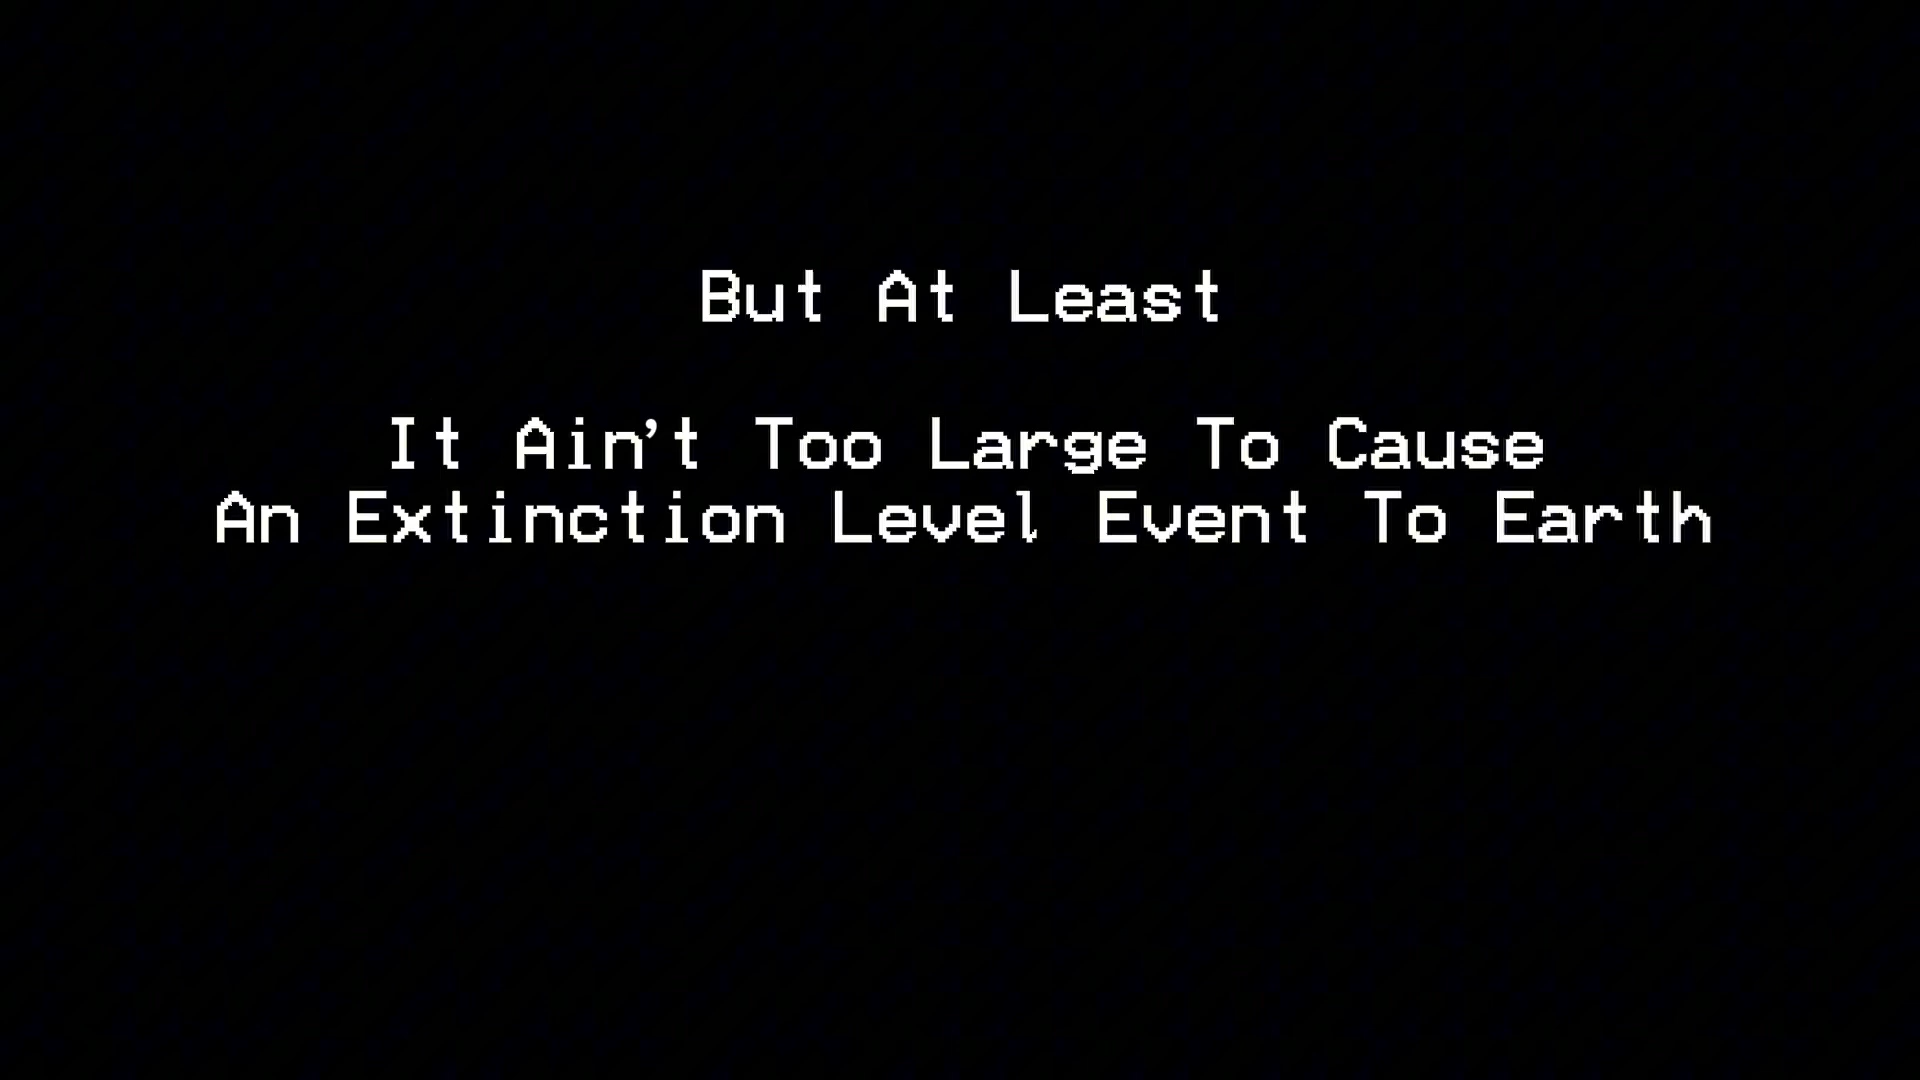 But At Least
It Ain't Too Large To Cause
An Extinction Level Event To Earth